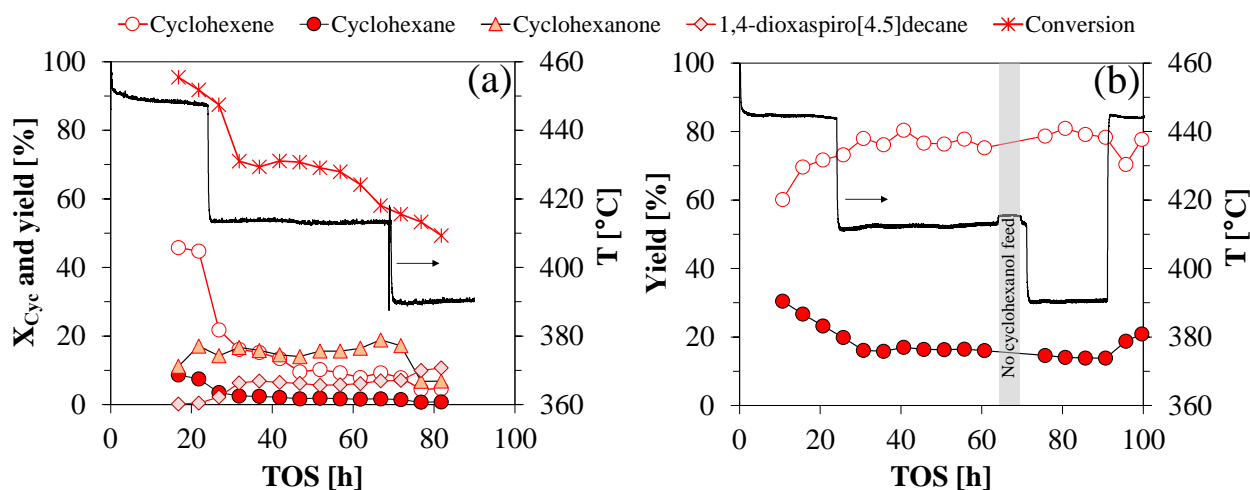 Cyclohexene Cyclohexane Cyclohexanone 1,4-dioxaspiro[4.5]decane Conversion
(a)
X_Cyc and yield [%]
100
80
60
40
20
0
0 20 40 60 80 100
TOS [h]
460
440
420
400
380
360
T [°C]
(b)
Yield [%]
100
80
60
40
20
0
No cyclohexanol feed
0 20 40 60 80 100
TOS [h]
460
440
420
400
380
360
T [°C]